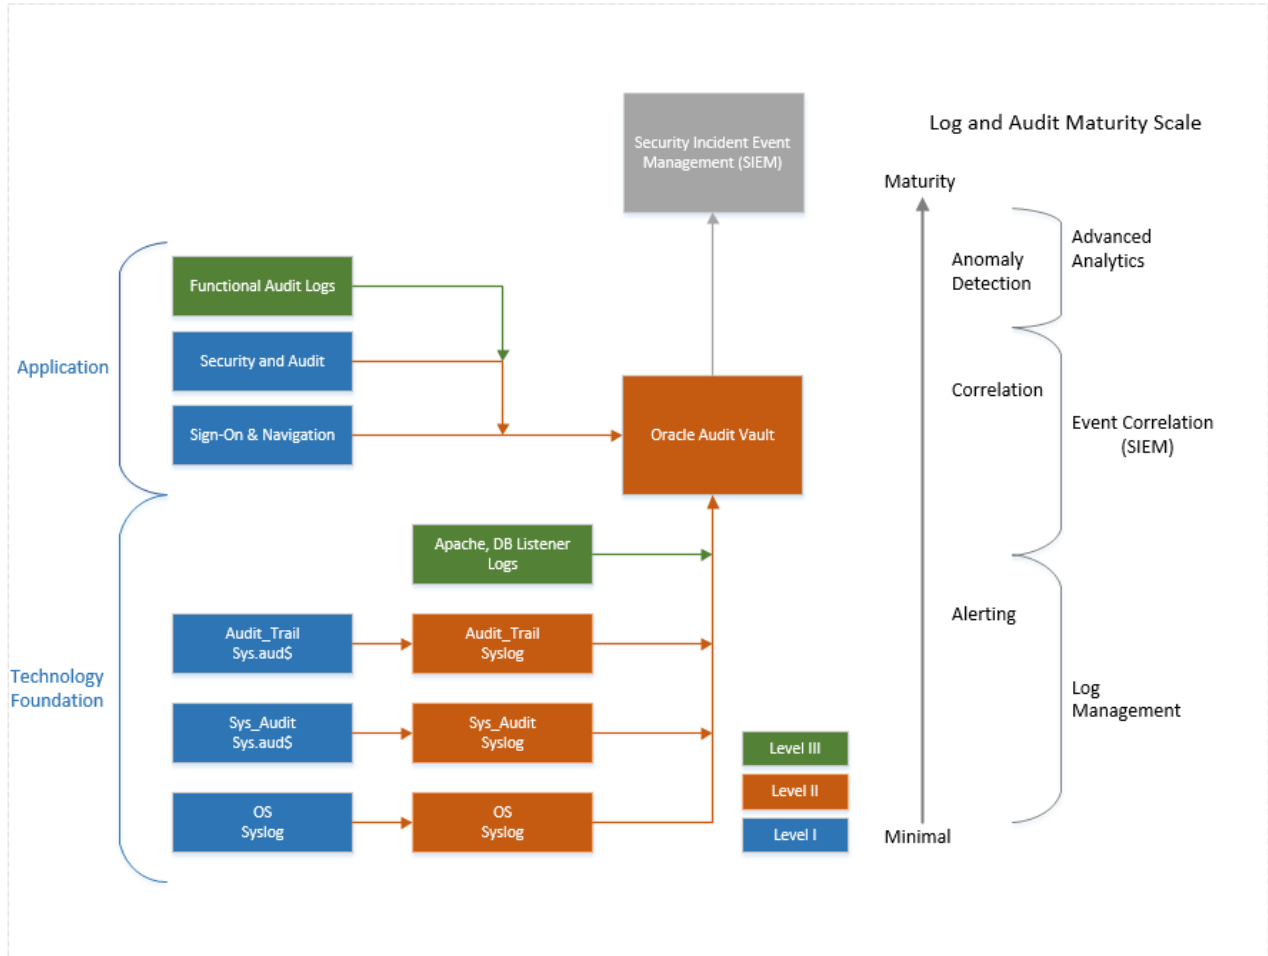 Security Incident Event
Management (SIEM)
Log and Audit Maturity Scale
Maturity
Advanced
Analytics
Anomaly
Detection
Functional Audit Logs
Application
Security and Audit
Correlation
Sign-On & Navigation
Oracle Audit Vault
Event Correlation
(SIEM)
Apache, DB Listener
Logs
Alerting
Audit_Trail
Sys.aud$
Audit_Trail
Syslog
Technology
Foundation
Log
Management
Sys_Audit
Sys.aud$
Sys_Audit
Syslog
Level III
Level II
OS
Syslog
OS
Syslog
Level I
Minimal